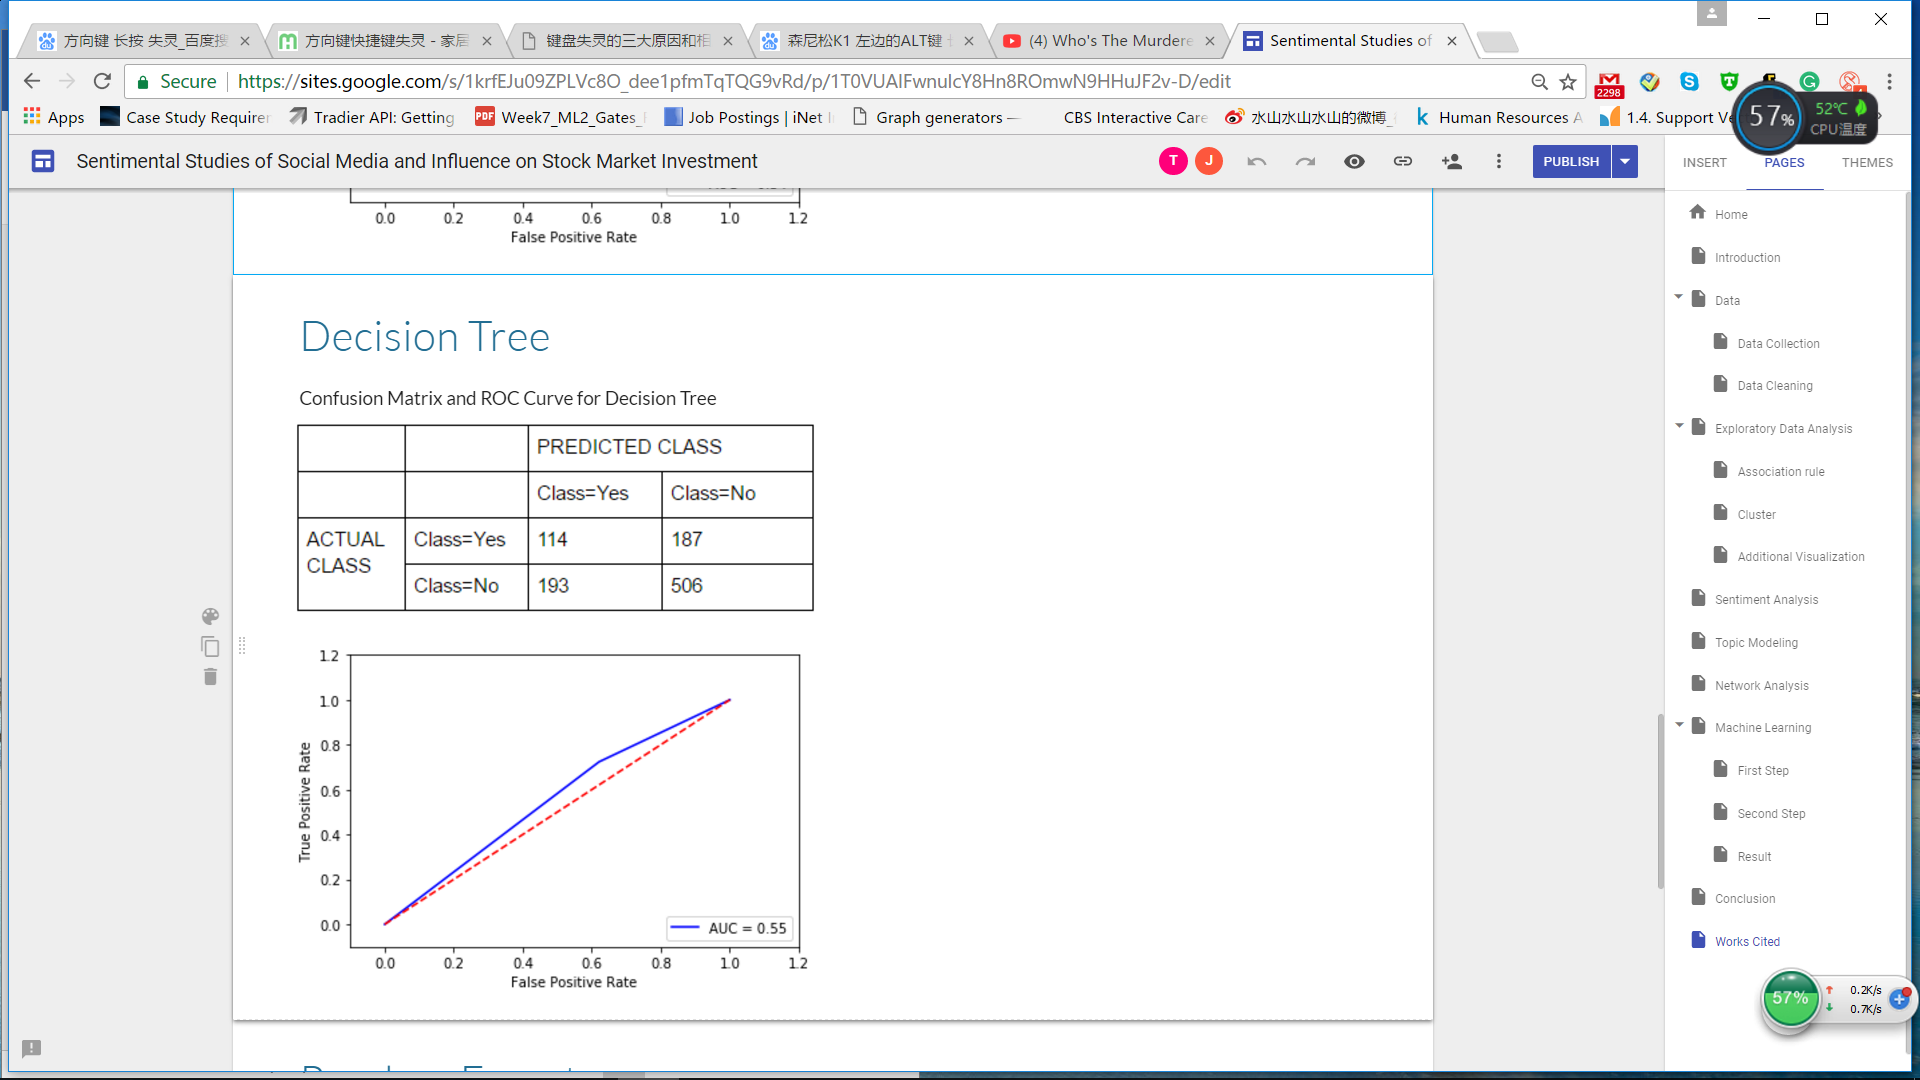 方向键 长按 失灵_百度搜
方向键快捷键失灵 - 家居
键盘失灵的三大原因和相
森尼松K1 左边的ALT键
(4) Who's The Murdere
Sentimental Studies of
Secure
https://sites.google.com/s/1krfEJu09ZPLVc8O_dee1pfmTqTQG9vRd/p/1T0VUAlFwnulcY8Hn8ROmwN9HHuJF2v-D/edit
2298
Apps
Case Study Requirer
Tradier API: Getting
PDF
Week7_ML2_Gates_
Job Postings | iNet
Graph generators —
CBS Interactive Care
水山水山水山的微博_
Human Resources A
1.4. Support Ve
57%
52℃
CPU温度
Sentimental Studies of Social Media and Influence on Stock Market Investment
T
J
PUBLISH
INSERT
PAGES
THEMES
0.0 0.2 0.4 0.6 0.8 1.0 1.2
False Positive Rate
Decision Tree
Confusion Matrix and ROC Curve for Decision Tree
PREDICTED CLASS
Class=Yes Class=No
ACTUAL CLASS
Class=Yes 114 187
Class=No 193 506
1.2
1.0
0.8
0.6
0.4
0.2
0.0
True Positive Rate
AUC = 0.55
0.0 0.2 0.4 0.6 0.8 1.0 1.2
False Positive Rate
Home
Introduction
Data
Data Collection
Data Cleaning
Exploratory Data Analysis
Association rule
Cluster
Additional Visualization
Sentiment Analysis
Topic Modeling
Network Analysis
Machine Learning
First Step
Second Step
Result
Conclusion
Works Cited
57%
0.2K/s
0.7K/s